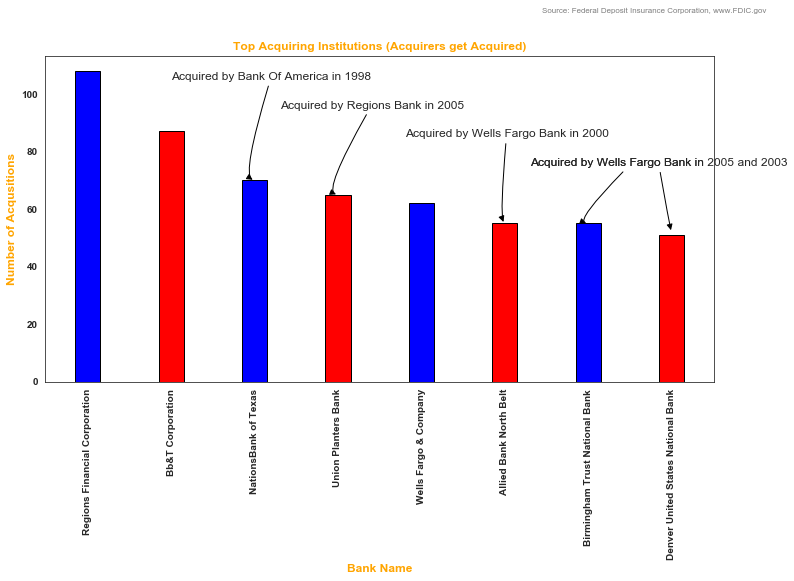 Source: Federal Deposit Insurance Corporation, www.FDIC.gov
Top Acquiring Institutions (Acquirers get Acquired)
Acquired by Bank Of America in 1998
Acquired by Regions Bank in 2005
Acquired by Wells Fargo Bank in 2000
Acquired by Wells Fargo Bank in 2005 and 2003
Number of Acqusitions
100
80
60
40
20
0
Regions Financial Corporation
Bb&T Corporation
NationsBank of Texas
Union Planters Bank
Wells Fargo & Company
Allied Bank North Belt
Birmingham Trust National Bank
Denver United States National Bank
Bank Name